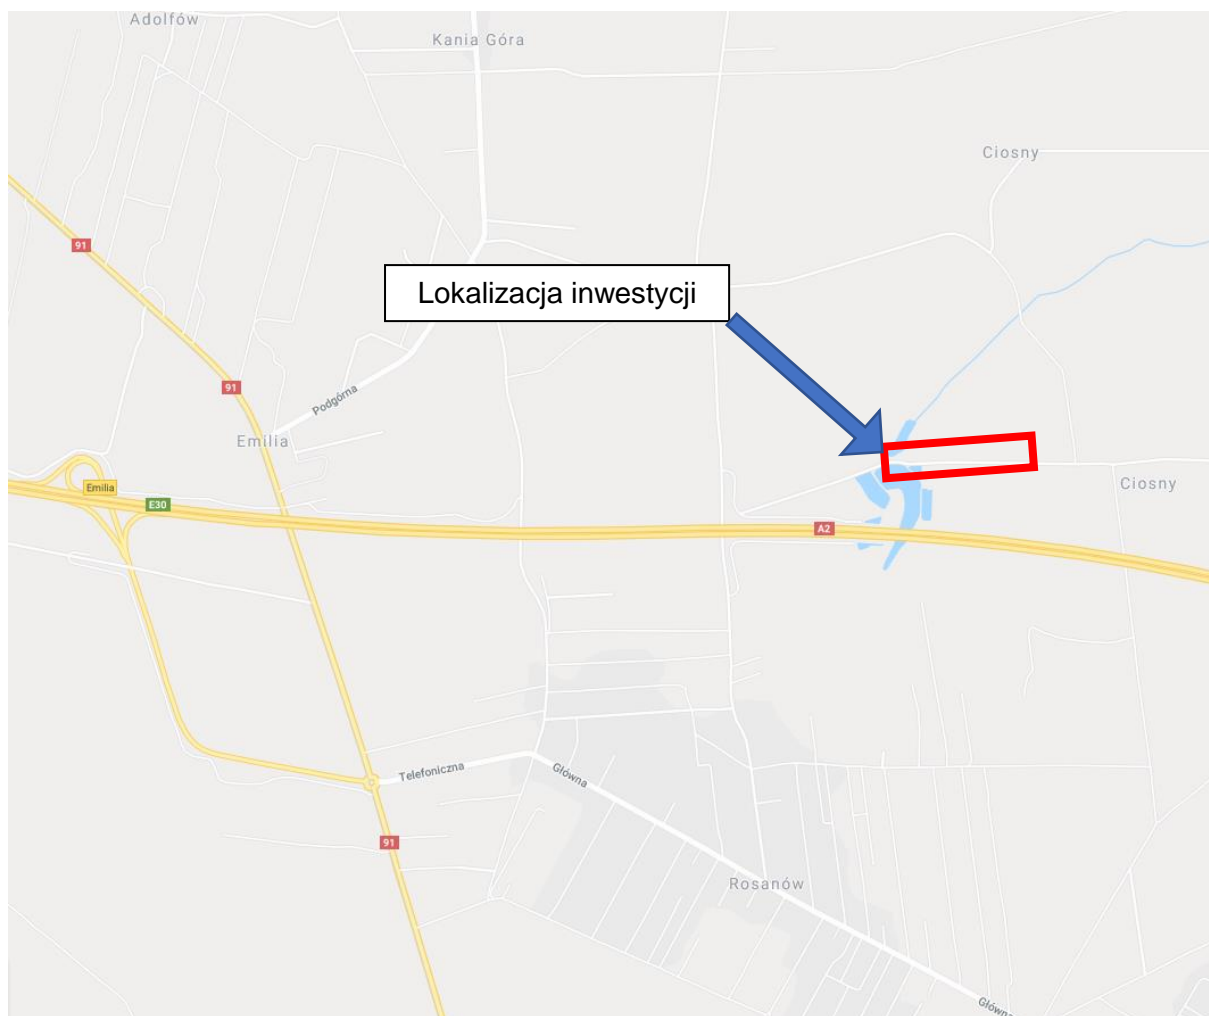 Adolfów
Kania Góra
Ciosny
91
Lokalizacja inwestycji
91
Podgórna
Emilia
Ciosny
Emilia
E30
A2
Telefoniczna
Główna
91
Rosanów
Główna